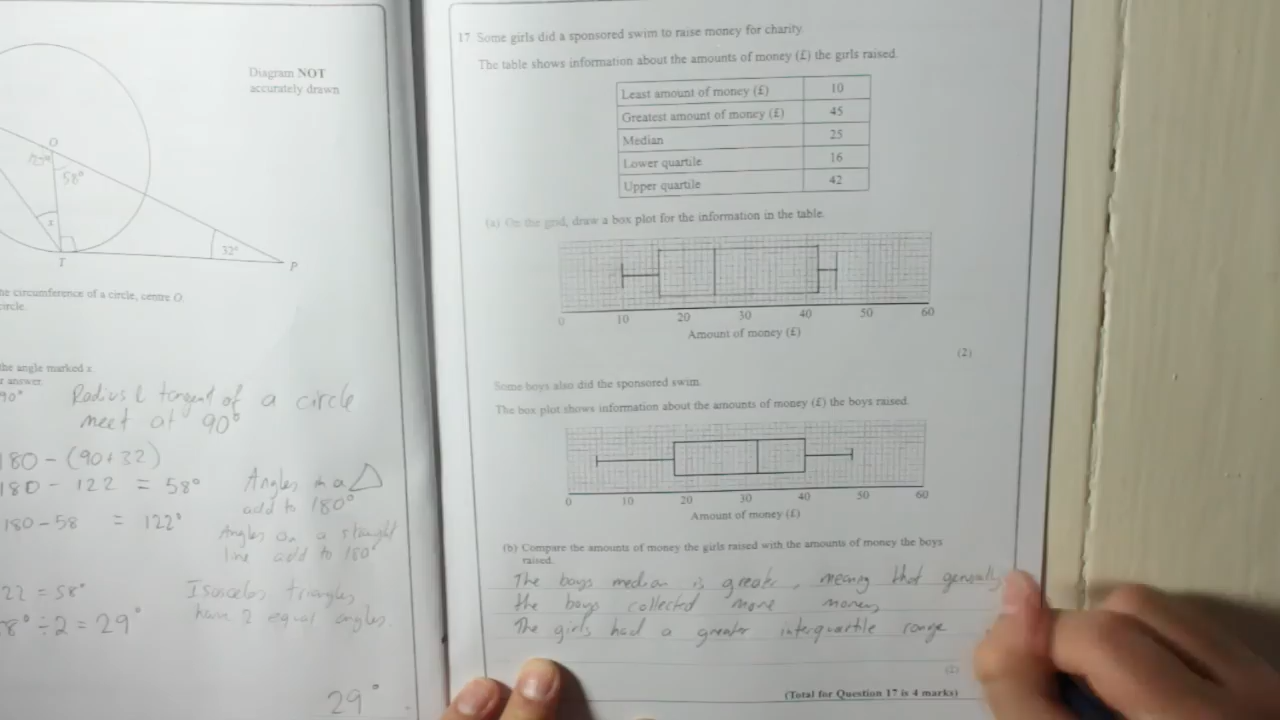 Diagram NOT
accurately drawn
O
58°
x
32°
T
P
he circumference of a circle, centre O.
circle.
the angle marked x.
r answer.
90° Radius & tangent of a circle
meet at 90°
180 - (90+32)
180 - 122 = 58° Angles in a
add to 180°
180-58 = 122° Angles on a straight
line add to 180°
22 = 58° Isosceles triangles
have 2 equal angles.
8° ÷ 2 = 29°
29°
17 Some girls did a sponsored swim to raise money for charity.
The table shows information about the amounts of money (£) the girls raised.
Least amount of money (£) 10
Greatest amount of money (£) 45
Median 25
Lower quartile 16
Upper quartile 42
(a) On the grid, draw a box plot for the information in the table.
0 10 20 30 40 50 60
Amount of money (£)
(2)
Some boys also did the sponsored swim.
The box plot shows information about the amounts of money (£) the boys raised.
0 10 20 30 40 50 60
Amount of money (£)
(b) Compare the amounts of money the girls raised with the amounts of money the boys
raised.
The boys median is greater, meaning that generally
the boys collected more money
The girls had a greater interquartile range
(2)
(Total for Question 17 is 4 marks)